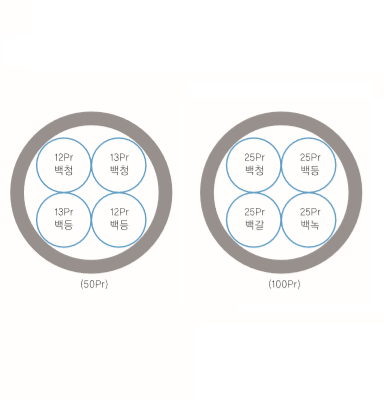 12Pr 13Pr 25Pr 25Pr
백청 백청 백청 백등
13Pr 12Pr 25Pr 25Pr
백등 백등 백갈 백녹
(50Pr) (100Pr)